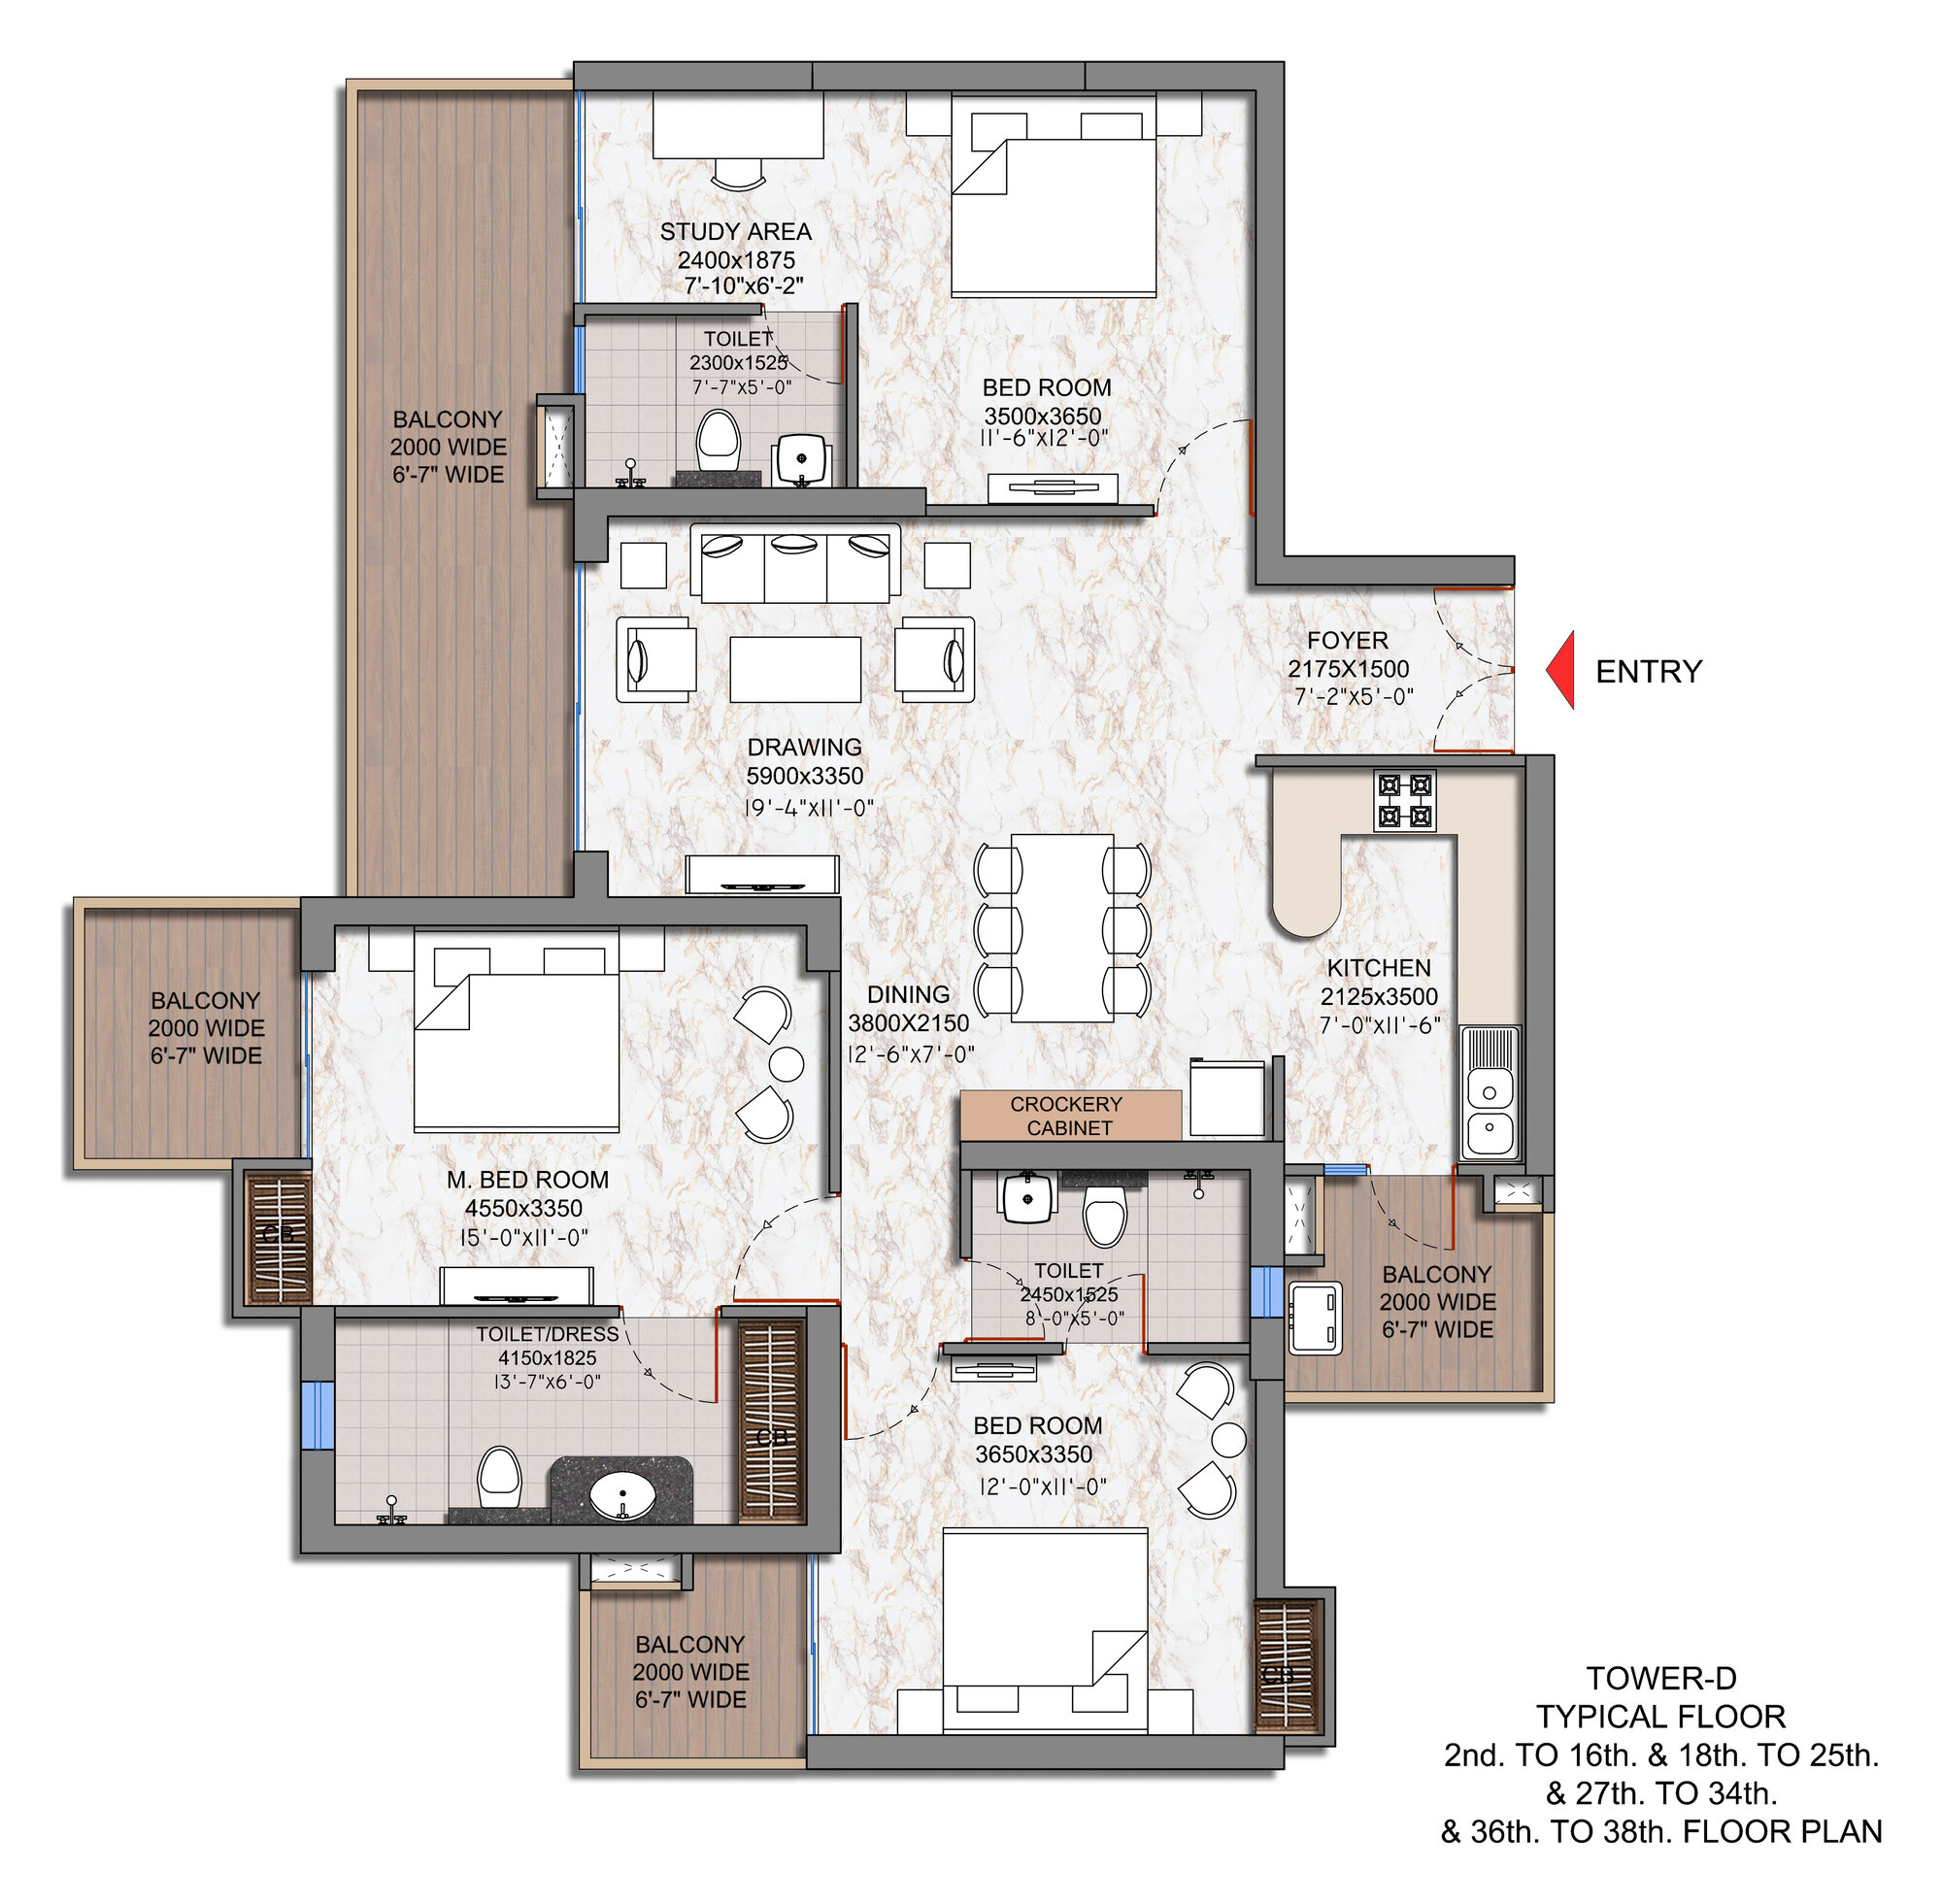 STUDY AREA
2400x1875
7'-10"x6'-2"
TOILET
2300x1525
7'-7"X5'-0"
BED ROOM
3500x3650
11'-6"X12'-0"
BALCONY
2000 WIDE
6'-7" WIDE
FOYER
2175X1500
7'-2"X5'-0"
ENTRY
DRAWING
5900x3350
19'-4"X11'-0"
KITCHEN
2125x3500
7'-0"X11'-6"
DINING
3800X2150
12'-6"X7'-0"
BALCONY
2000 WIDE
6'-7" WIDE
CROCKERY
CABINET
M. BED ROOM
4550x3350
15'-0"X11'-0"
CB
TOILET
2450x1525
8'-0"X5'-0"
BALCONY
2000 WIDE
6'-7" WIDE
TOILET/DRESS
4150x1825
13'-7"X6'-0"
CB
BED ROOM
3650x3350
12'-0"X11'-0"
BALCONY
2000 WIDE
6'-7" WIDE
CB
TOWER-D
TYPICAL FLOOR
2nd. TO 16th. & 18th. TO 25th.
& 27th. TO 34th.
& 36th. TO 38th. FLOOR PLAN